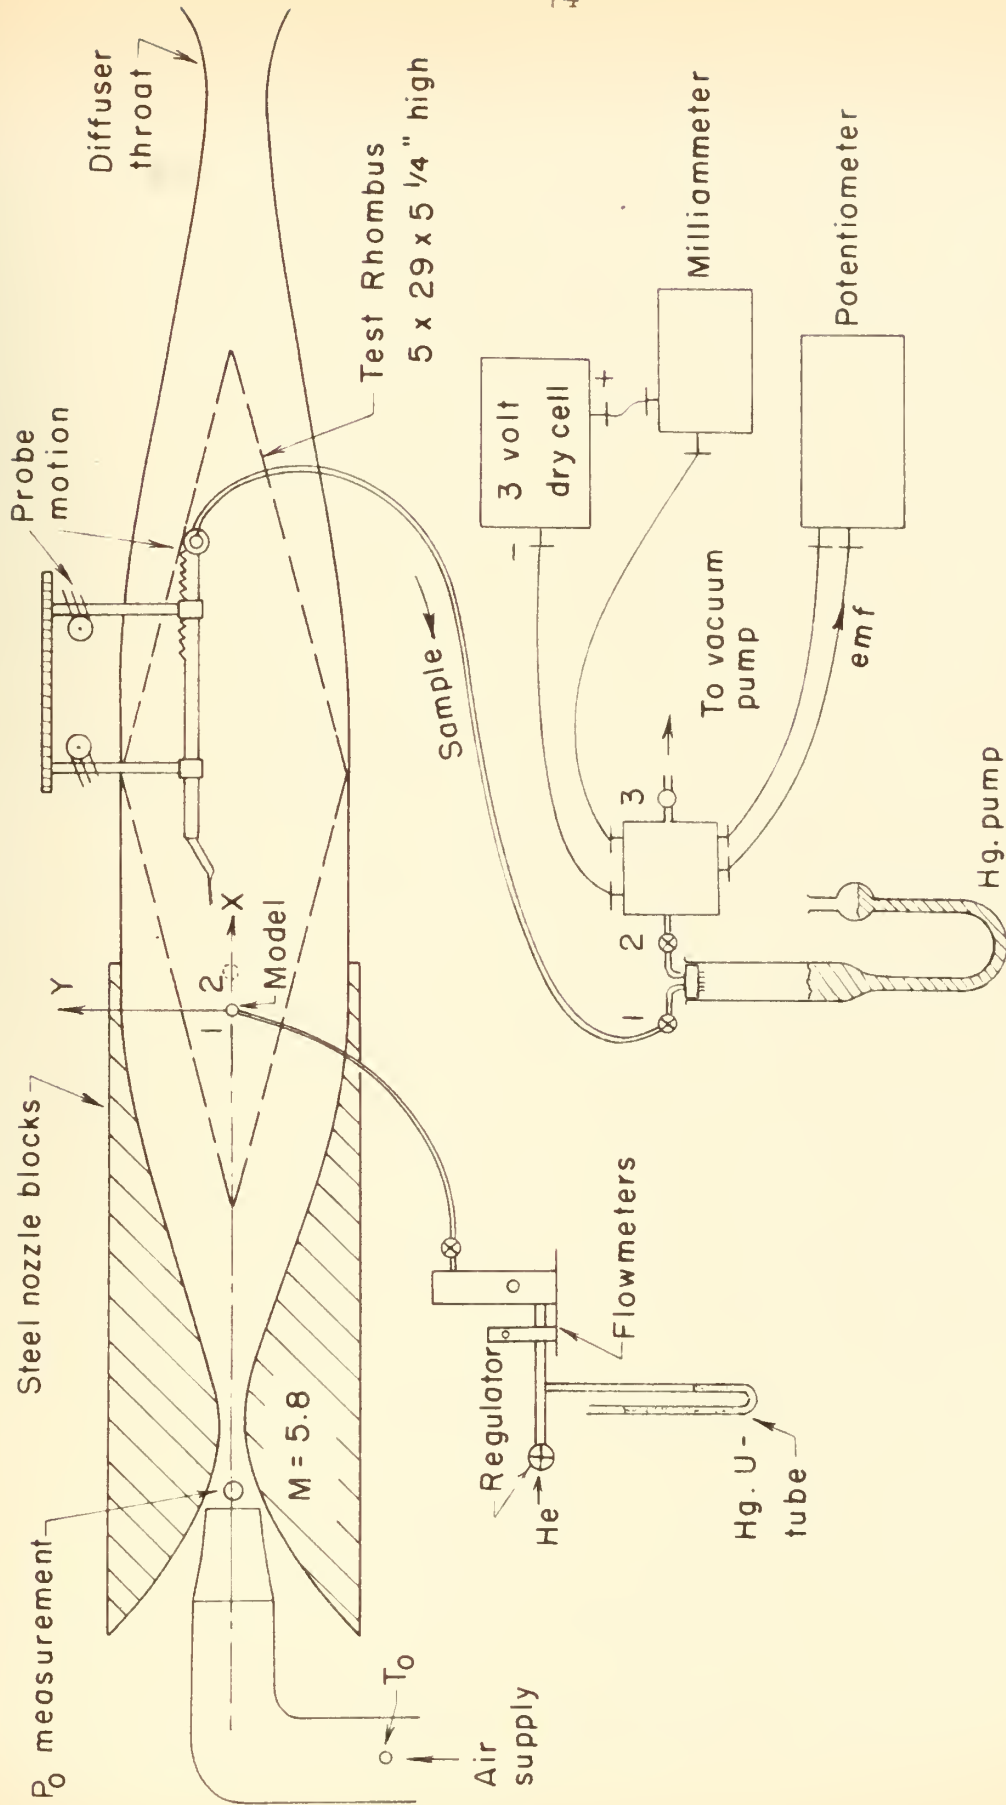 P₀ measurement
Steel nozzle blocks
Probe
motion
Diffuser
throat
Y
X
1
2
Model
M = 5.8
T₀
Air
supply
Test Rhombus
5 x 29 x 5 1/4" high
Sample
He
Regulator
Flowmeters
Hg. U-
tube
1
2
3
To vacuum
pump
Hg. pump
3 volt
dry cell
-
+
Milliammeter
emf
Potentiometer